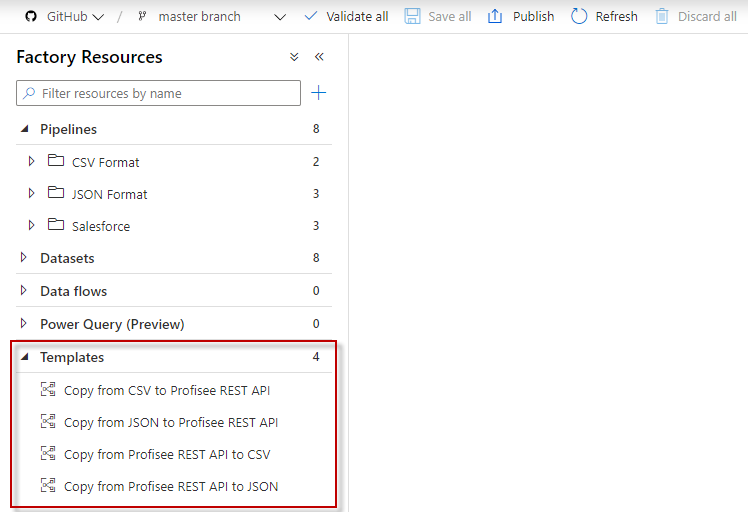 GitHub / master branch Validate all Save all Publish Refresh Discard all
Factory Resources
Filter resources by name
Pipelines 8
CSV Format 2
JSON Format 3
Salesforce 3
Datasets 8
Data flows 0
Power Query (Preview) 0
Templates 4
Copy from CSV to Profisee REST API
Copy from JSON to Profisee REST API
Copy from Profisee REST API to CSV
Copy from Profisee REST API to JSON